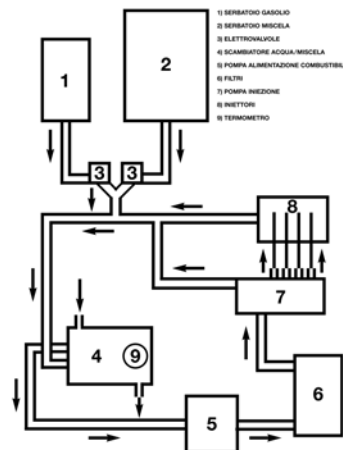 1) SERBATOIO GASOLIO
2) SERBATOIO MISCELA
3) ELETTROVALVOLE
4) SCAMBIATORE ACQUA/MISCELA
5) POMPA ALIMENTAZIONE COMBUSTIBIL
6) FILTRI
7) POMPA INIEZIONE
8) INIETTORI
9) TERMOMETRO
1
2
3 3
8
7
4 9
6
5